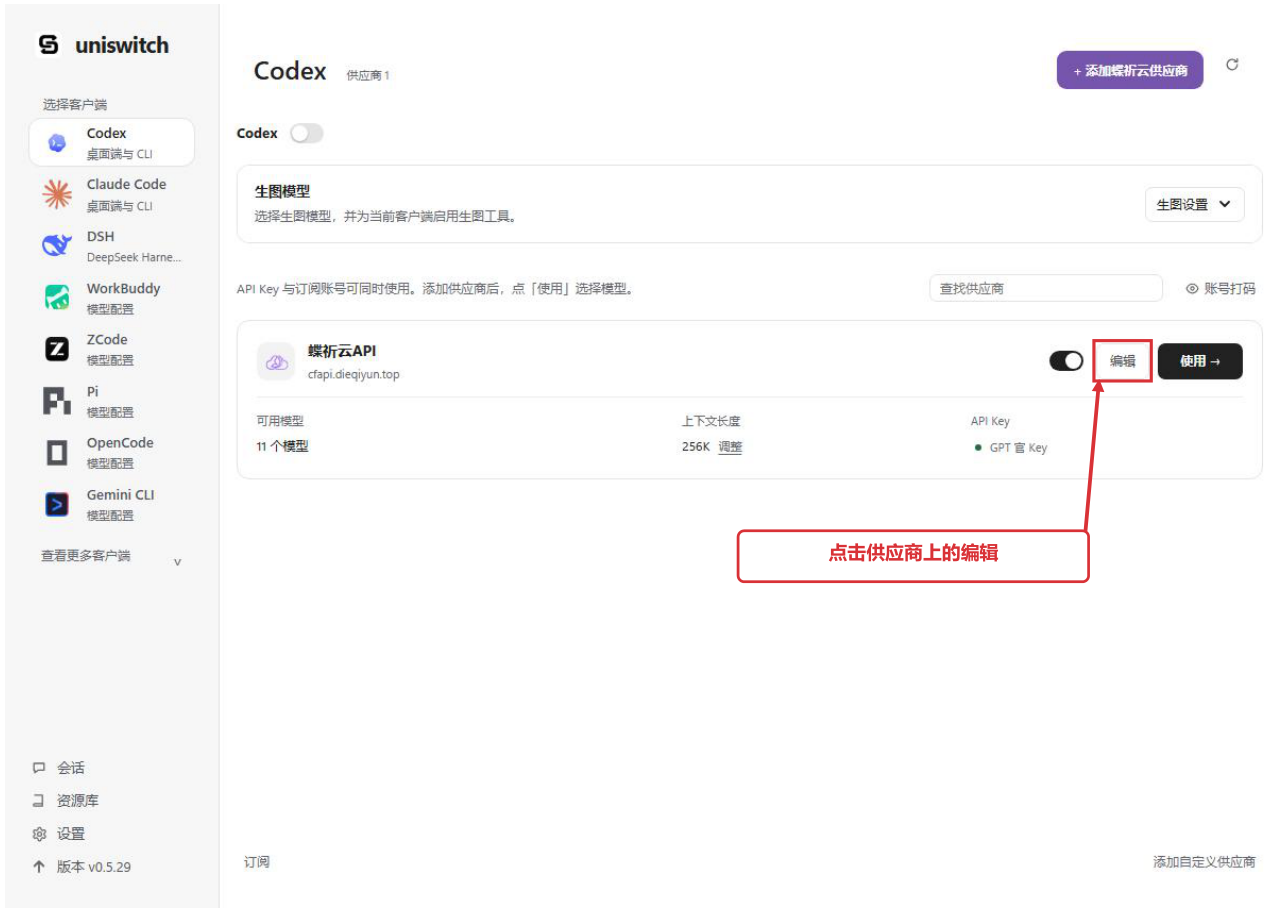 uniswitch
选择客户端
Codex
桌面端与 CLI
Claude Code
桌面端与 CLI
DSH
DeepSeek Harne...
WorkBuddy
模型配置
ZCode
模型配置
Pi
模型配置
OpenCode
模型配置
Gemini CLI
模型配置
查看更多客户端 v
会话
资源库
设置
版本 v0.5.29
Codex 供应商 1
+ 添加蝶祈云供应商
Codex
生图模型
选择生图模型，并为当前客户端启用生图工具。
生图设置
API Key 与订阅账号可同时使用。添加供应商后，点「使用」选择模型。
查找供应商
账号打码
蝶祈云API
cfapi.dieqiyun.top
编辑
使用 →
可用模型
11 个模型
上下文长度
256K 调整
API Key
GPT 官 Key
点击供应商上的编辑
订阅
添加自定义供应商